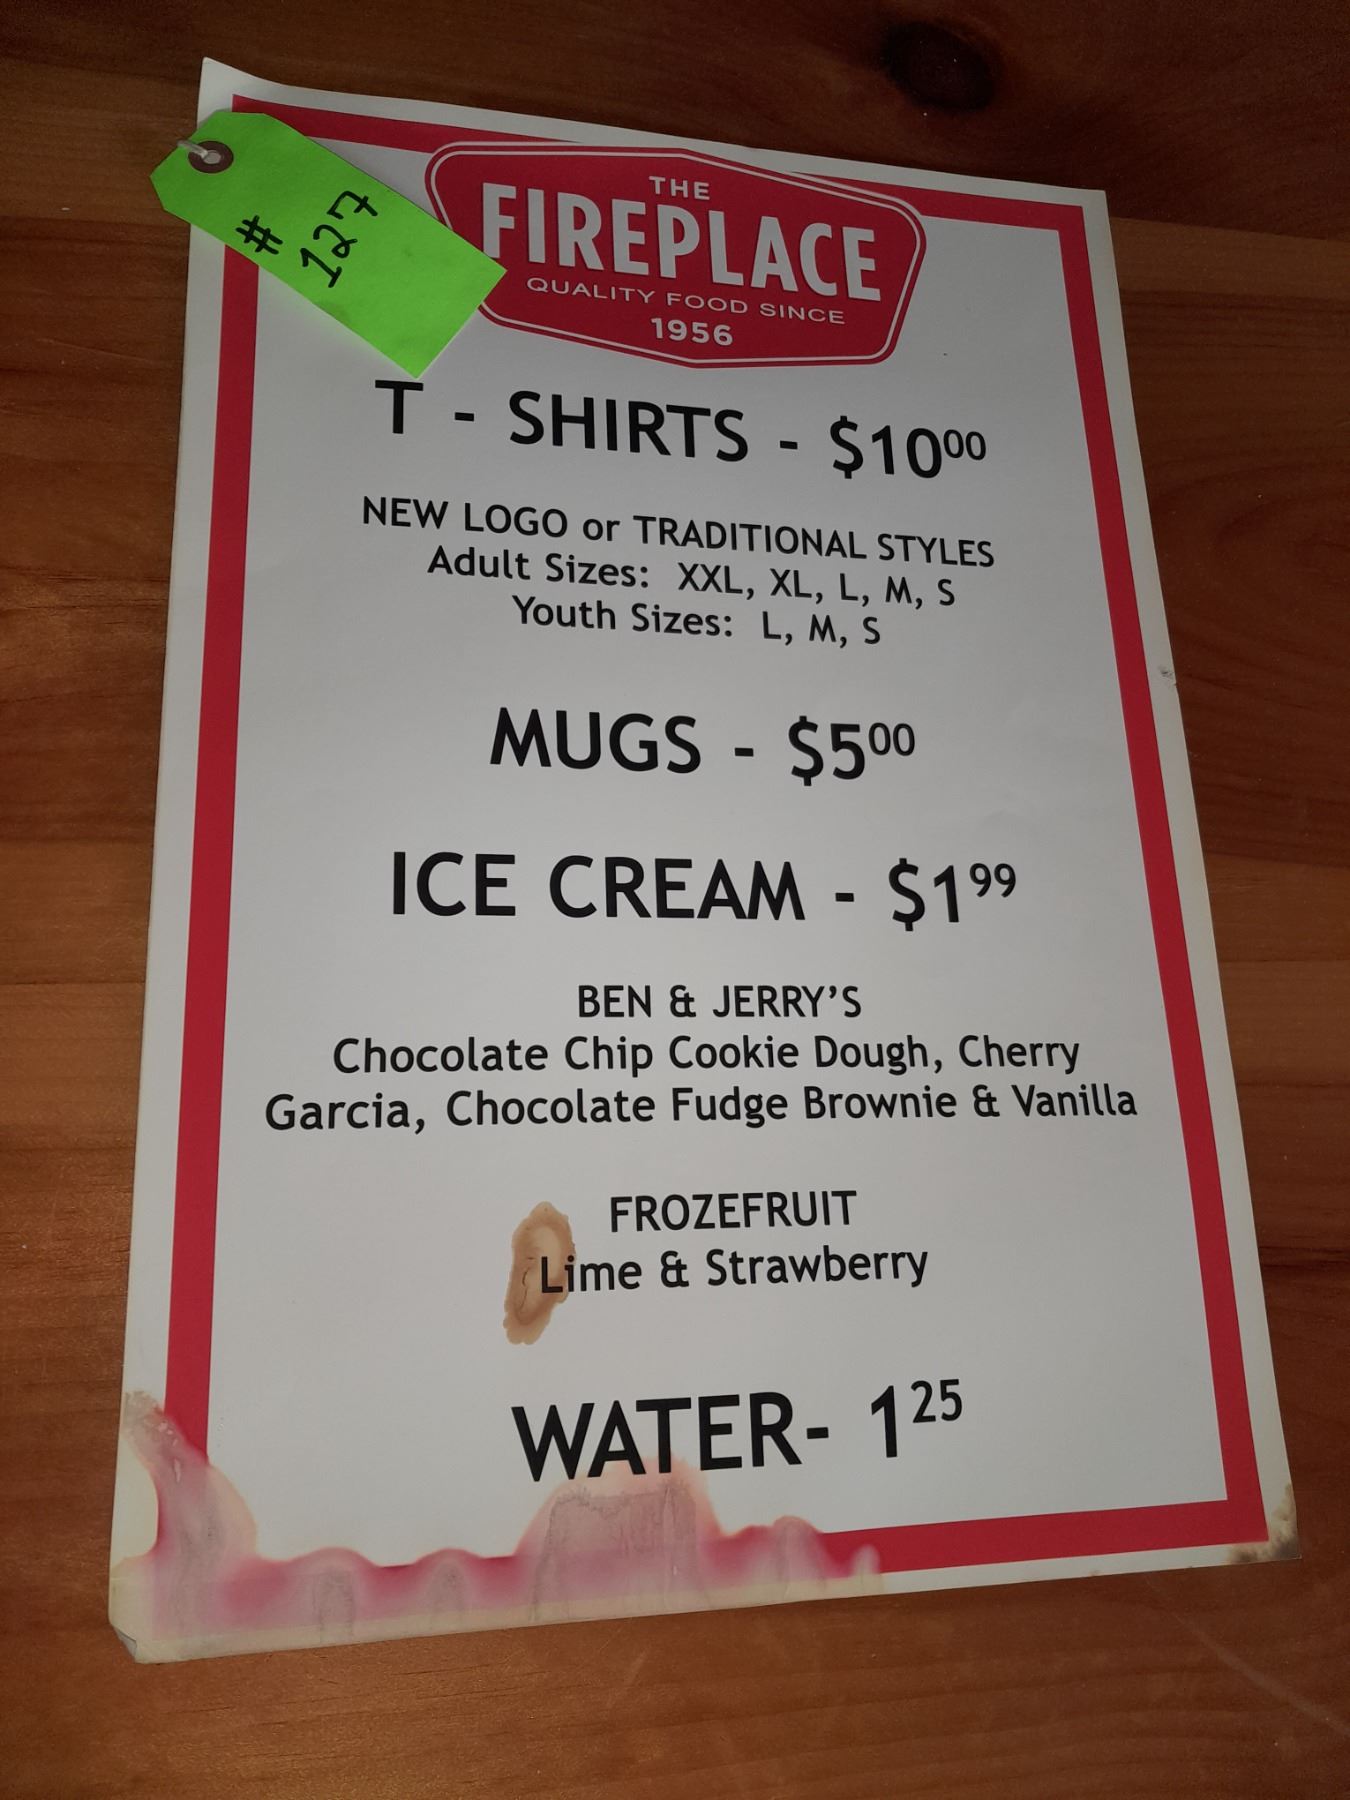 # 127
THE
FIREPLACE
QUALITY FOOD SINCE
1956
T - SHIRTS - $10⁰⁰
NEW LOGO or TRADITIONAL STYLES
Adult Sizes: XXL, XL, L, M, S
Youth Sizes: L, M, S
MUGS - $5⁰⁰
ICE CREAM - $1⁹⁹
BEN & JERRY’S
Chocolate Chip Cookie Dough, Cherry
Garcia, Chocolate Fudge Brownie & Vanilla
FROZEFRUIT
Lime & Strawberry
WATER- 1²⁵